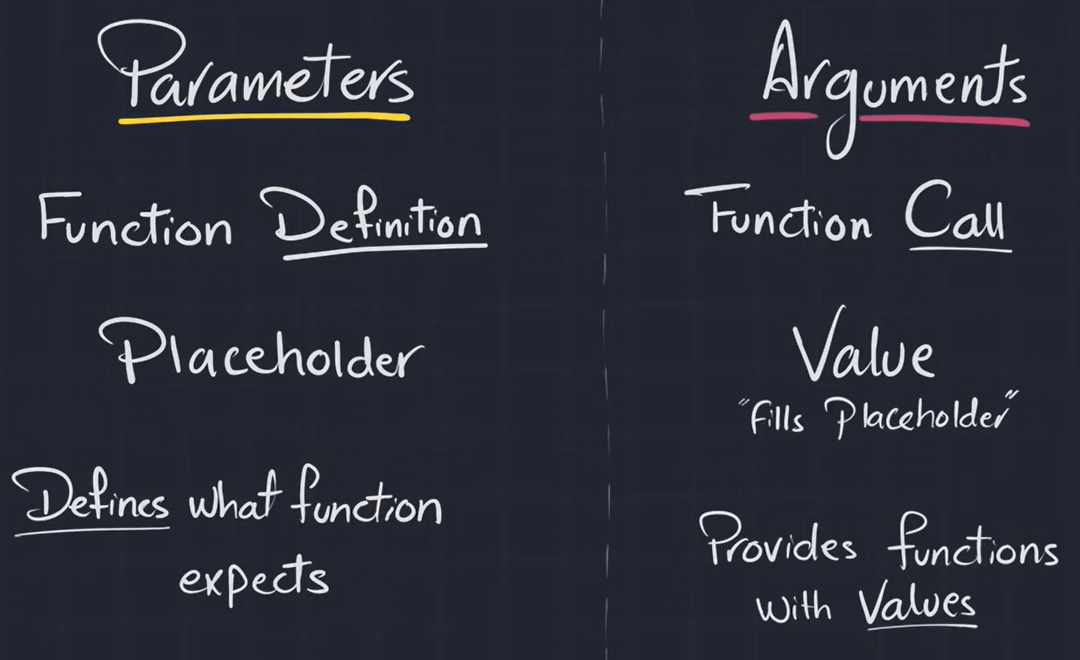 Parameters
Function Definition
Placeholder
Defines what function
expects
Arguments
Function Call
Value
"fills Placeholder"
Provides functions
with Values